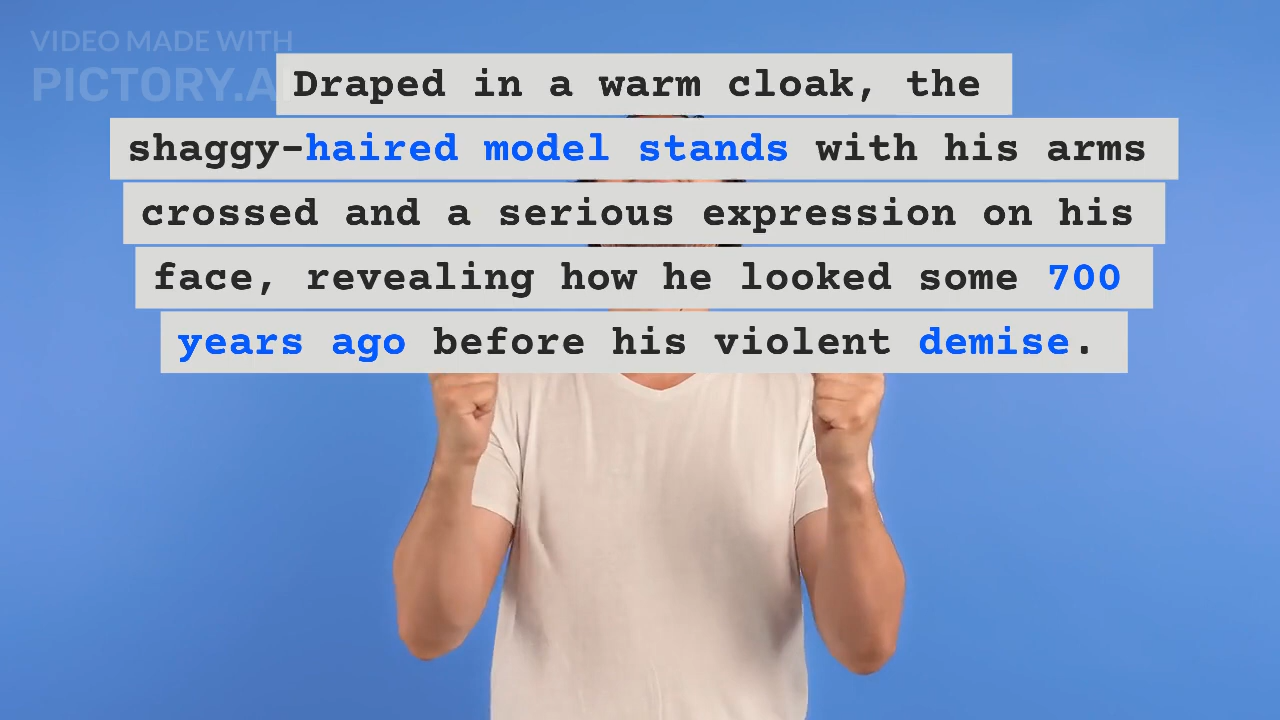 VIDEO MADE WITH
PICTORY.A
Draped in a warm cloak, the
shaggy-haired model stands with his arms
crossed and a serious expression on his
face, revealing how he looked some 700
years ago before his violent demise.